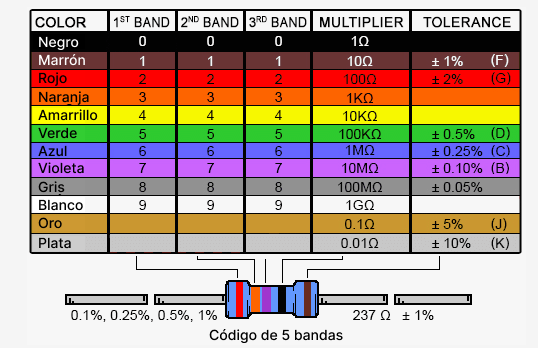 COLOR 1ST BAND 2ND BAND 3RD BAND MULTIPLIER TOLERANCE
Negro 0 0 0 1Ω
Marrón 1 1 1 10Ω ± 1% (F)
Rojo 2 2 2 100Ω ± 2% (G)
Naranja 3 3 3 1KΩ
Amarrillo 4 4 4 10KΩ
Verde 5 5 5 100KΩ ± 0.5% (D)
Azul 6 6 6 1MΩ ± 0.25% (C)
Violeta 7 7 7 10MΩ ± 0.10% (B)
Gris 8 8 8 100MΩ ± 0.05%
Blanco 9 9 9 1GΩ
Oro 0.1Ω ± 5% (J)
Plata 0.01Ω ± 10% (K)
0.1%, 0.25%, 0.5%, 1% 237 Ω ± 1%
Código de 5 bandas